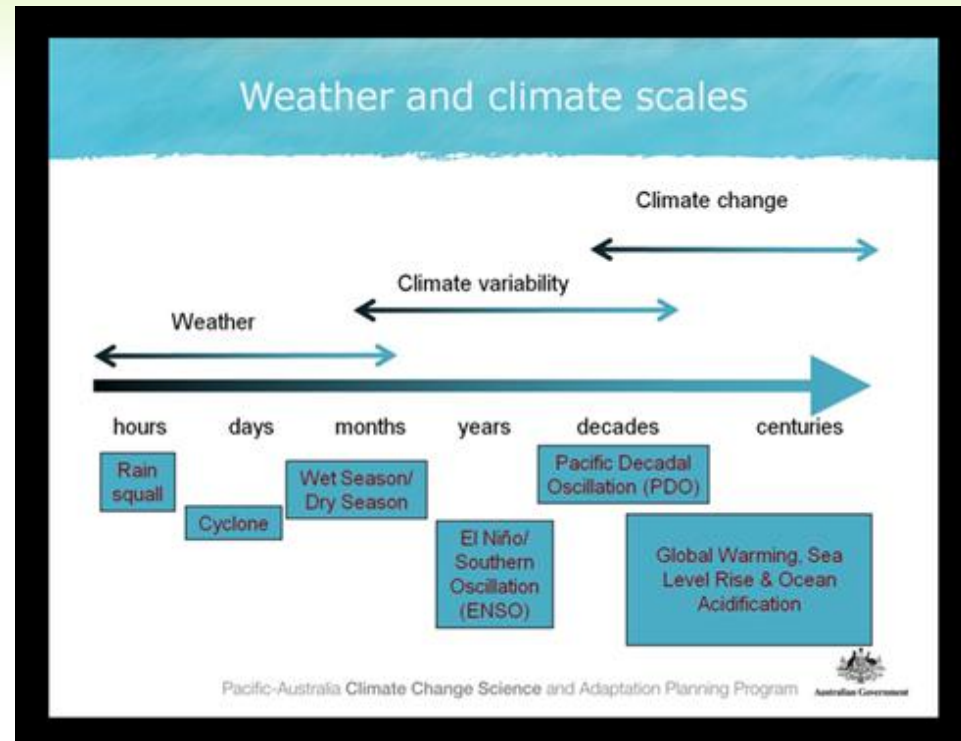 Weather and climate scales
Climate change
Climate variability
Weather
hours days months years decades centuries
Rain
squall
Cyclone
Wet Season/
Dry Season
El Niño/
Southern
Oscillation
(ENSO)
Pacific Decadal
Oscillation (PDO)
Global Warming, Sea
Level Rise & Ocean
Acidification
Pacific-Australia Climate Change Science and Adaptation Planning Program
Australian Government